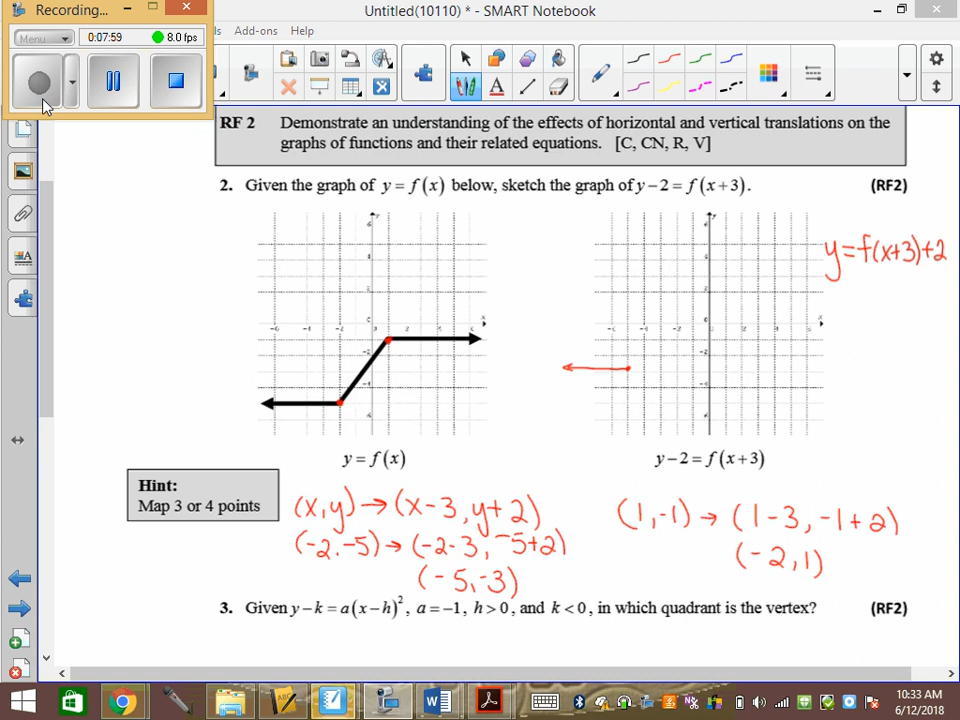 Recording...
Untitled(10110) * - SMART Notebook
Menu
0:07:59
8.0 fps
Add-ons
Help
RF 2 Demonstrate an understanding of the effects of horizontal and vertical translations on the
graphs of functions and their related equations. [C, CN, R, V]
2. Given the graph of y = f(x) below, sketch the graph of y−2 = f(x+3). (RF2)
y=f(x+3)+2
y = f(x)
y−2 = f(x+3)
Hint:
Map 3 or 4 points
(x,y)→(x−3, y+2)
(-2,-5)→(-2-3, -5+2)
(-5,-3)
(1,-1)→(1-3, -1+2)
(-2,1)
3. Given y−k = a(x−h)², a = −1, h > 0, and k < 0, in which quadrant is the vertex? (RF2)
10:33 AM
6/12/2018